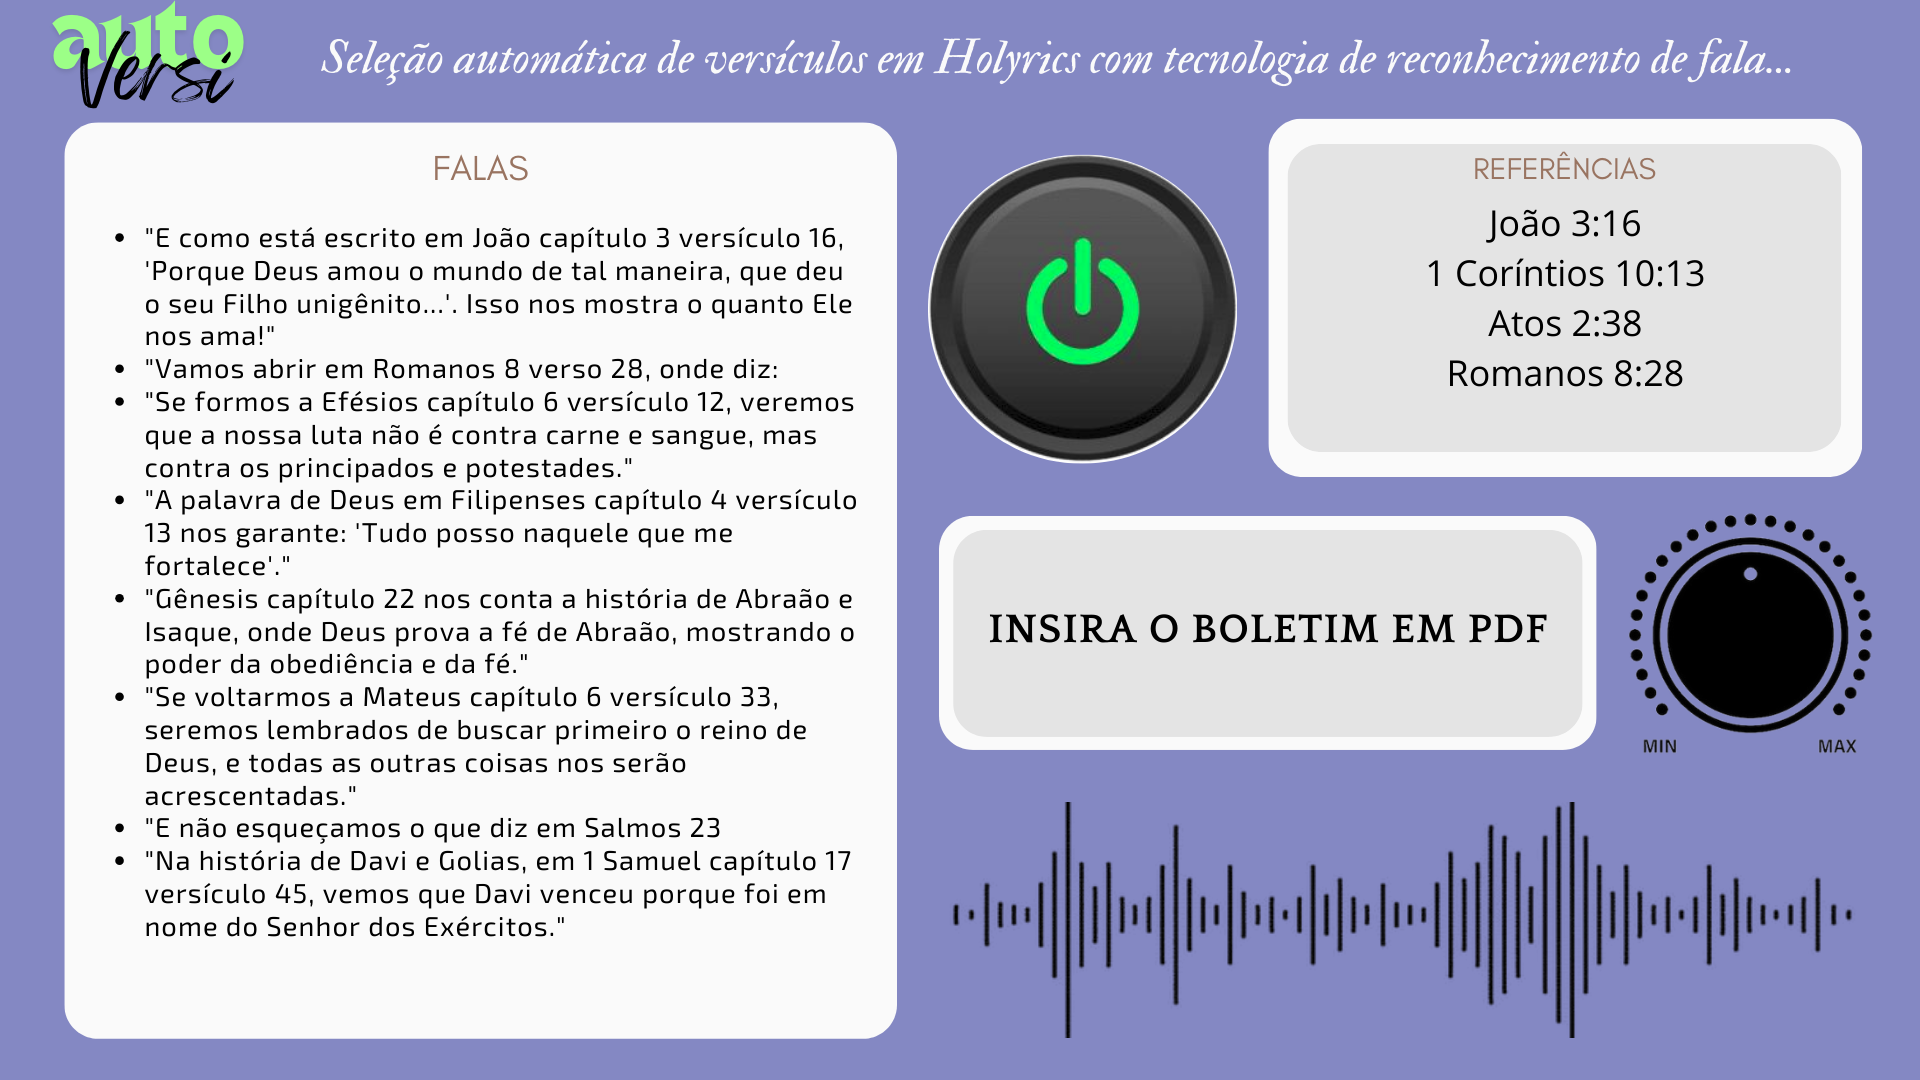 auto
Versi
Seleção automática de versículos em Holyrics com tecnologia de reconhecimento de fala...
FALAS
• "E como está escrito em João capítulo 3 versículo 16,
'Porque Deus amou o mundo de tal maneira, que deu
o seu Filho unigênito...'. Isso nos mostra o quanto Ele
nos ama!"
• "Vamos abrir em Romanos 8 verso 28, onde diz:
• "Se formos a Efésios capítulo 6 versículo 12, veremos
que a nossa luta não é contra carne e sangue, mas
contra os principados e potestades."
• "A palavra de Deus em Filipenses capítulo 4 versículo
13 nos garante: 'Tudo posso naquele que me
fortalece'."
• "Gênesis capítulo 22 nos conta a história de Abraão e
Isaque, onde Deus prova a fé de Abraão, mostrando o
poder da obediência e da fé."
• "Se voltarmos a Mateus capítulo 6 versículo 33,
seremos lembrados de buscar primeiro o reino de
Deus, e todas as outras coisas nos serão
acrescentadas."
• "E não esqueçamos o que diz em Salmos 23
• "Na história de Davi e Golias, em 1 Samuel capítulo 17
versículo 45, vemos que Davi venceu porque foi em
nome do Senhor dos Exércitos."
REFERÊNCIAS
João 3:16
1 Coríntios 10:13
Atos 2:38
Romanos 8:28
INSIRA O BOLETIM EM PDF
MIN MAX